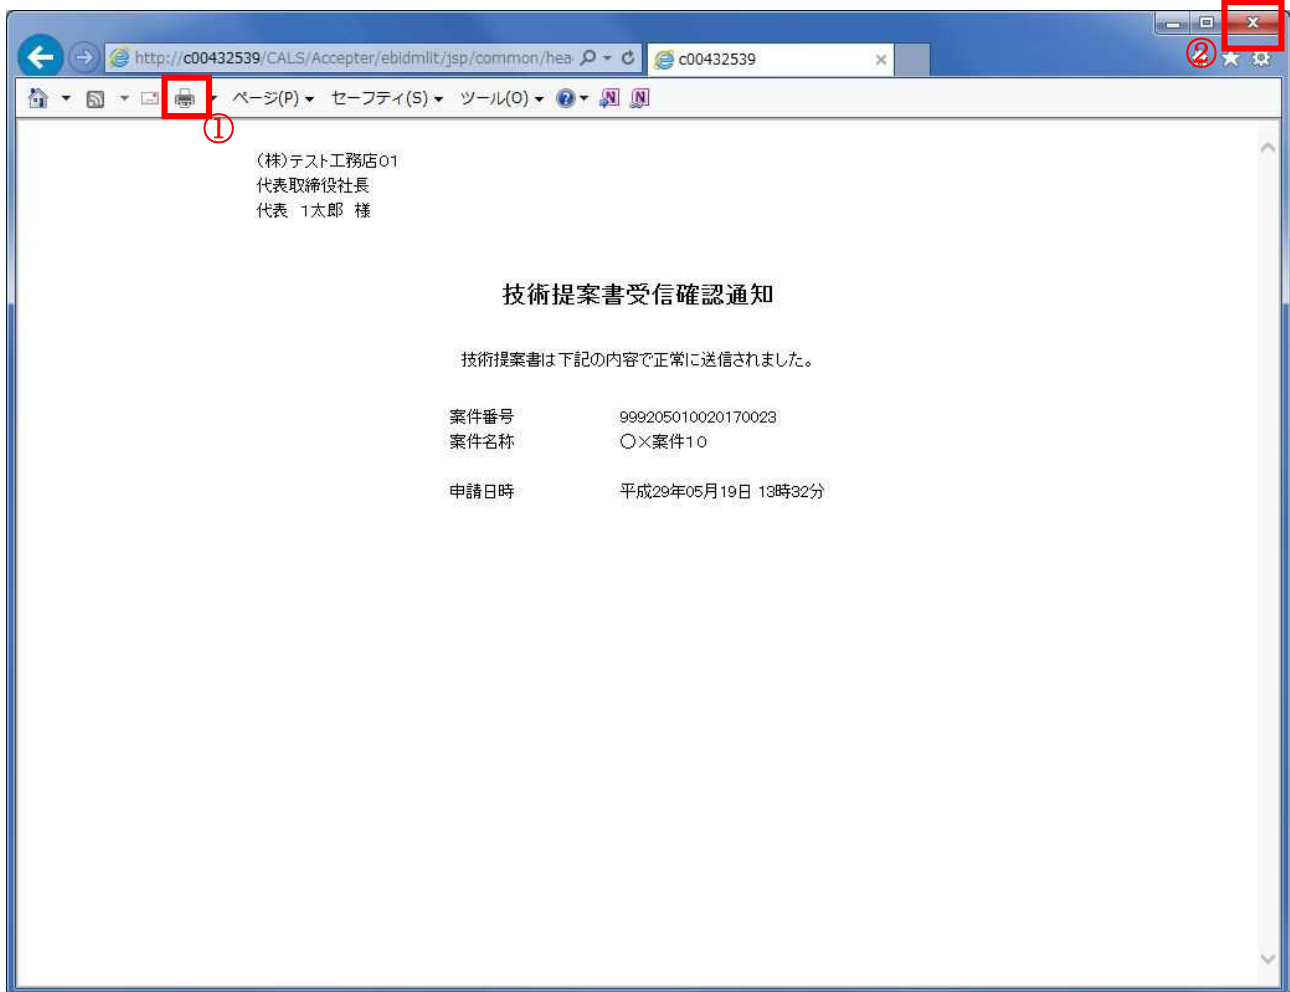 ②
http://c00432539/CALS/Accepter/ebidmlit/jsp/common/hea
c00432539
ページ(P) セーフティ(S) ツール(O)
①
(株)テスト工務店01
代表取締役社長
代表 1太郎 様
技術提案書受信確認通知
技術提案書は下記の内容で正常に送信されました。
案件番号 999205010020170023
案件名称 〇×案件10
申請日時 平成29年05月19日 13時32分